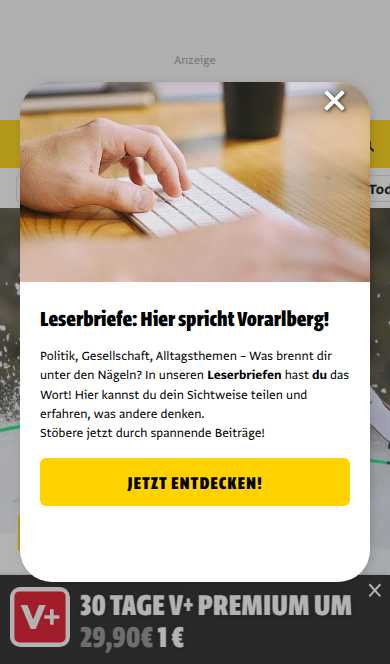 Anzeige
Leserbriefe: Hier spricht Vorarlberg!
Politik, Gesellschaft, Alltagsthemen – Was brennt dir
unter den Nägeln? In unseren Leserbriefen hast du das
Wort! Hier kannst du dein Sichtweise teilen und
erfahren, was andere denken.
Stöbere jetzt durch spannende Beiträge!
JETZT ENTDECKEN!
V+
30 TAGE V+ PREMIUM UM
29,90€ 1 €